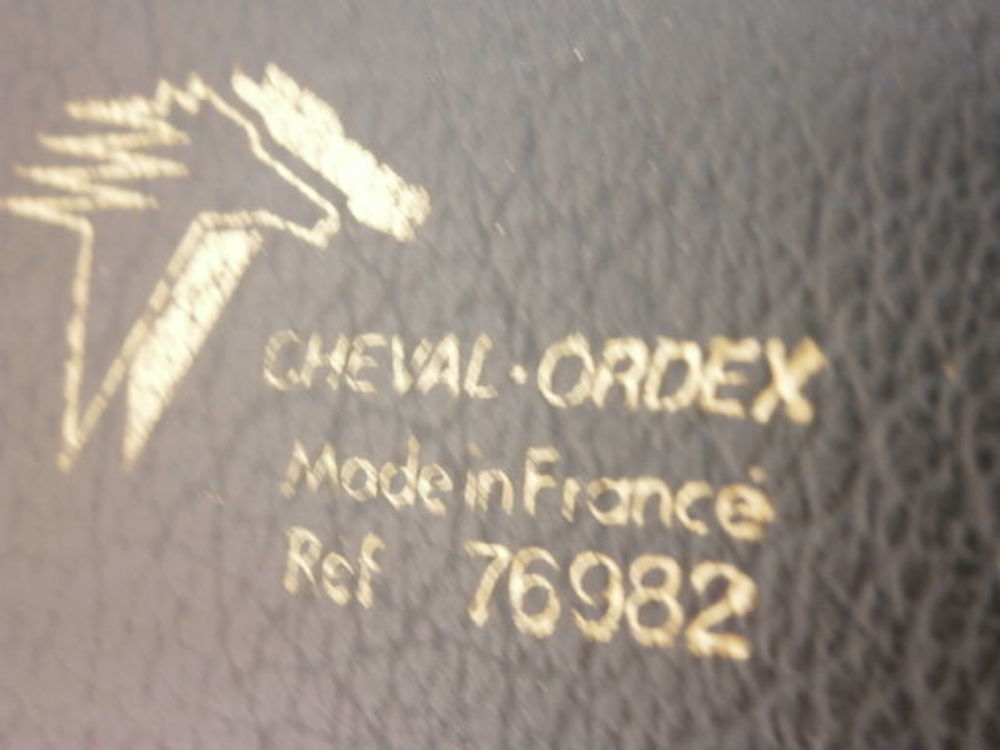 CHEVAL·ORDEX
Made in France
Ref 76982